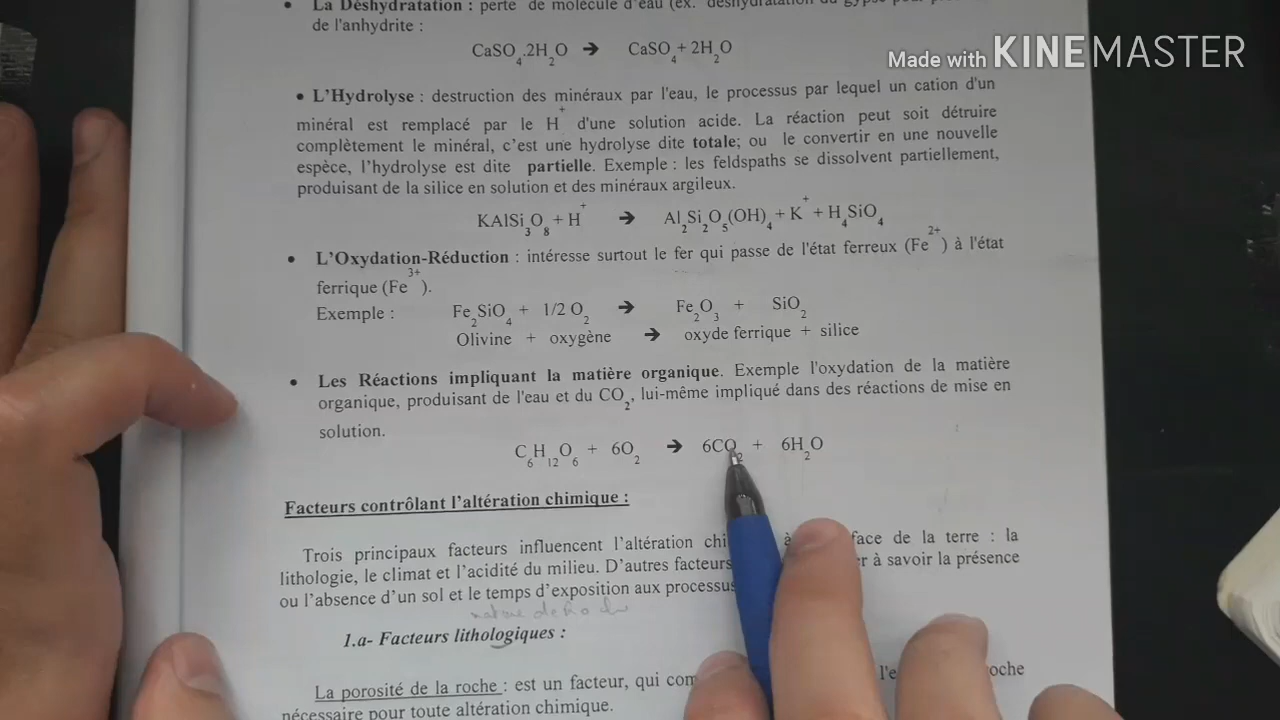 Made with KINEMASTER
• La Déshydratation : perte de molécule d'eau (ex. déshydratation du gypse pour
de l'anhydrite :
CaSO4.2H2O ➔ CaSO4 + 2H2O
• L'Hydrolyse : destruction des minéraux par l'eau, le processus par lequel un cation d'un
minéral est remplacé par le H+ d'une solution acide. La réaction peut soit détruire
complètement le minéral, c'est une hydrolyse dite totale; ou le convertir en une nouvelle
espèce, l'hydrolyse est dite partielle. Exemple : les feldspaths se dissolvent partiellement,
produisant de la silice en solution et des minéraux argileux.
KAlSi3O8 + H+ ➔ Al2Si2O5(OH)4 + K+ + H4SiO4
• L'Oxydation-Réduction : intéresse surtout le fer qui passe de l'état ferreux (Fe2+) à l'état
ferrique (Fe3+).
Exemple : Fe2SiO4 + 1/2 O2 ➔ Fe2O3 + SiO2
Olivine + oxygène ➔ oxyde ferrique + silice
• Les Réactions impliquant la matière organique. Exemple l'oxydation de la matière
organique, produisant de l'eau et du CO2, lui-même impliqué dans des réactions de mise en
solution.
C6H12O6 + 6O2 ➔ 6CO2 + 6H2O
Facteurs contrôlant l'altération chimique :
Trois principaux facteurs influencent l'altération chi à face de la terre : la
lithologie, le climat et l'acidité du milieu. D'autres facteurs er à savoir la présence
ou l'absence d'un sol et le temps d'exposition aux processus
1.a- Facteurs lithologiques :
La porosité de la roche : est un facteur, qui com l'e oche
nécessaire pour toute altération chimique.